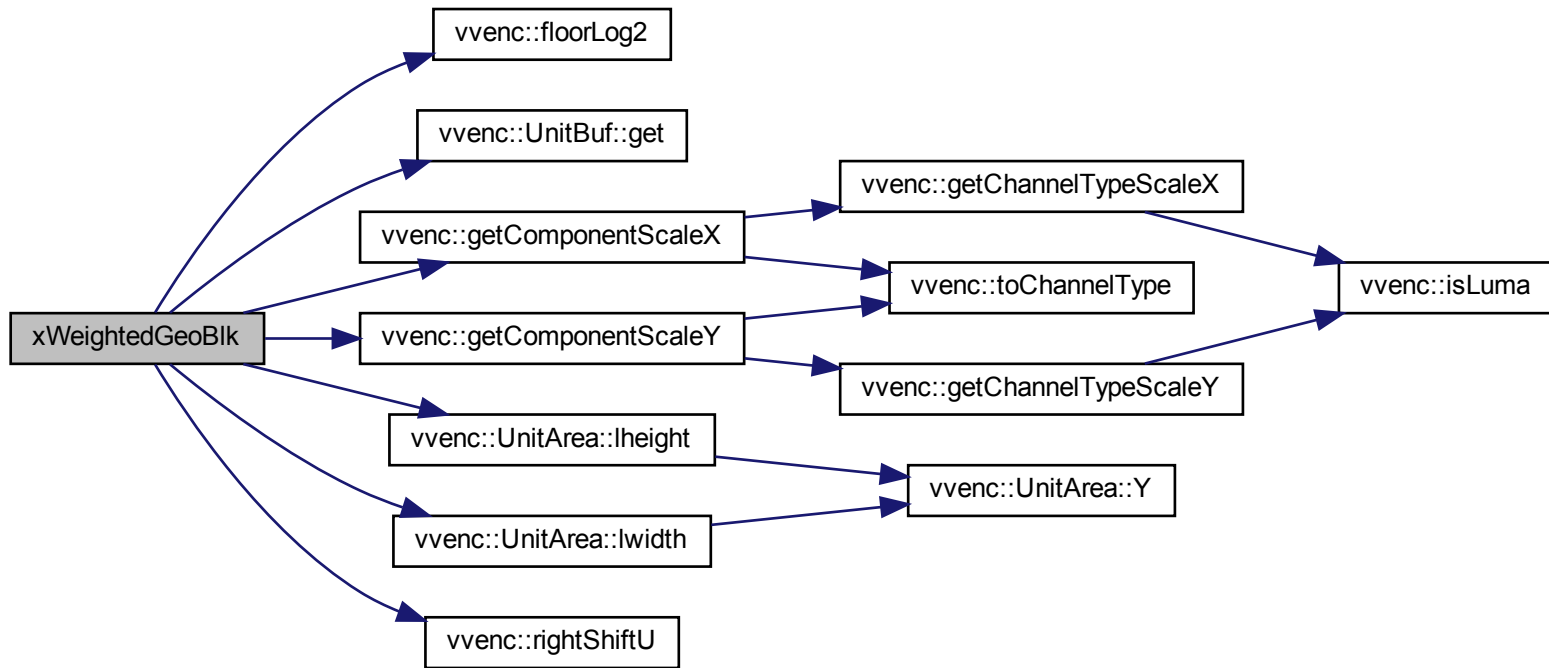 vvenc::floorLog2
vvenc::UnitBuf::get
vvenc::getChannelTypeScaleX
vvenc::getComponentScaleX
vvenc::toChannelType
vvenc::isLuma
xWeightedGeoBlk
vvenc::getComponentScaleY
vvenc::getChannelTypeScaleY
vvenc::UnitArea::lheight
vvenc::UnitArea::Y
vvenc::UnitArea::lwidth
vvenc::rightShiftU